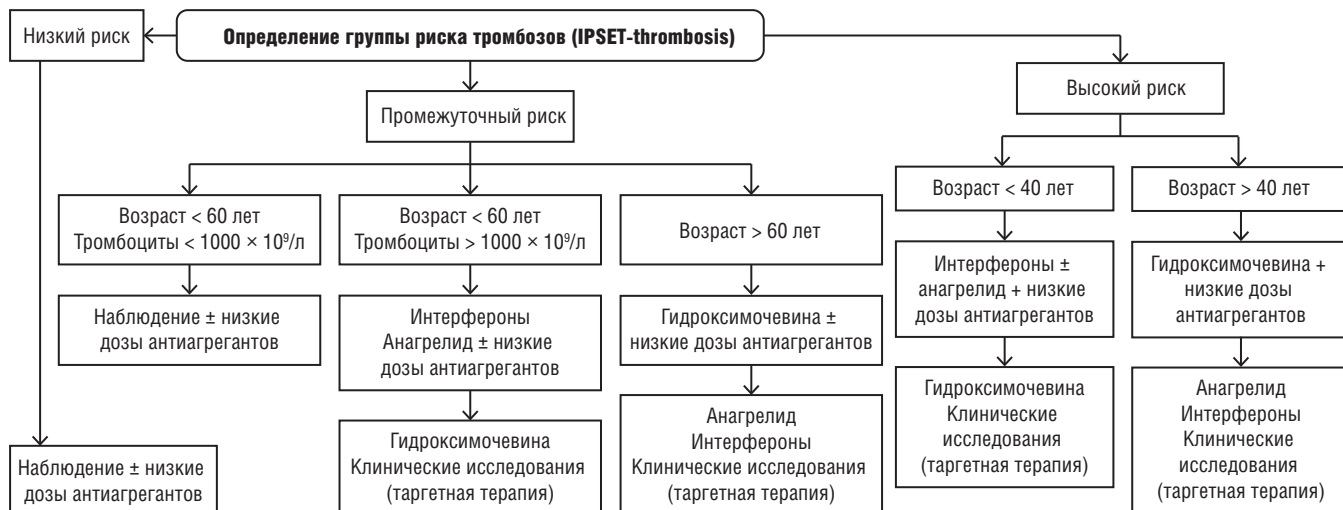 Низкий риск
Определение группы риска тромбозов (IPSET-thrombosis)
Промежуточный риск
Высокий риск
Возраст < 60 лет
Тромбоциты < 1000 × 10⁹/л
Возраст < 60 лет
Тромбоциты > 1000 × 10⁹/л
Возраст > 60 лет
Возраст < 40 лет
Возраст > 40 лет
Наблюдение ± низкие
дозы антиагрегантов
Интерфероны
Анагрелид ± низкие
дозы антиагрегантов
Гидроксимочевина ±
низкие дозы антиагрегантов
Интерфероны ±
анагрелид + низкие
дозы антиагрегантов
Гидроксимочевина +
низкие дозы
антиагрегантов
Наблюдение ± низкие
дозы антиагрегантов
Гидроксимочевина
Клинические исследования
(таргетная терапия)
Анагрелид
Интерфероны
Клинические исследования
(таргетная терапия)
Гидроксимочевина
Клинические
исследования
(таргетная терапия)
Анагрелид
Интерфероны
Клинические
исследования
(таргетная терапия)